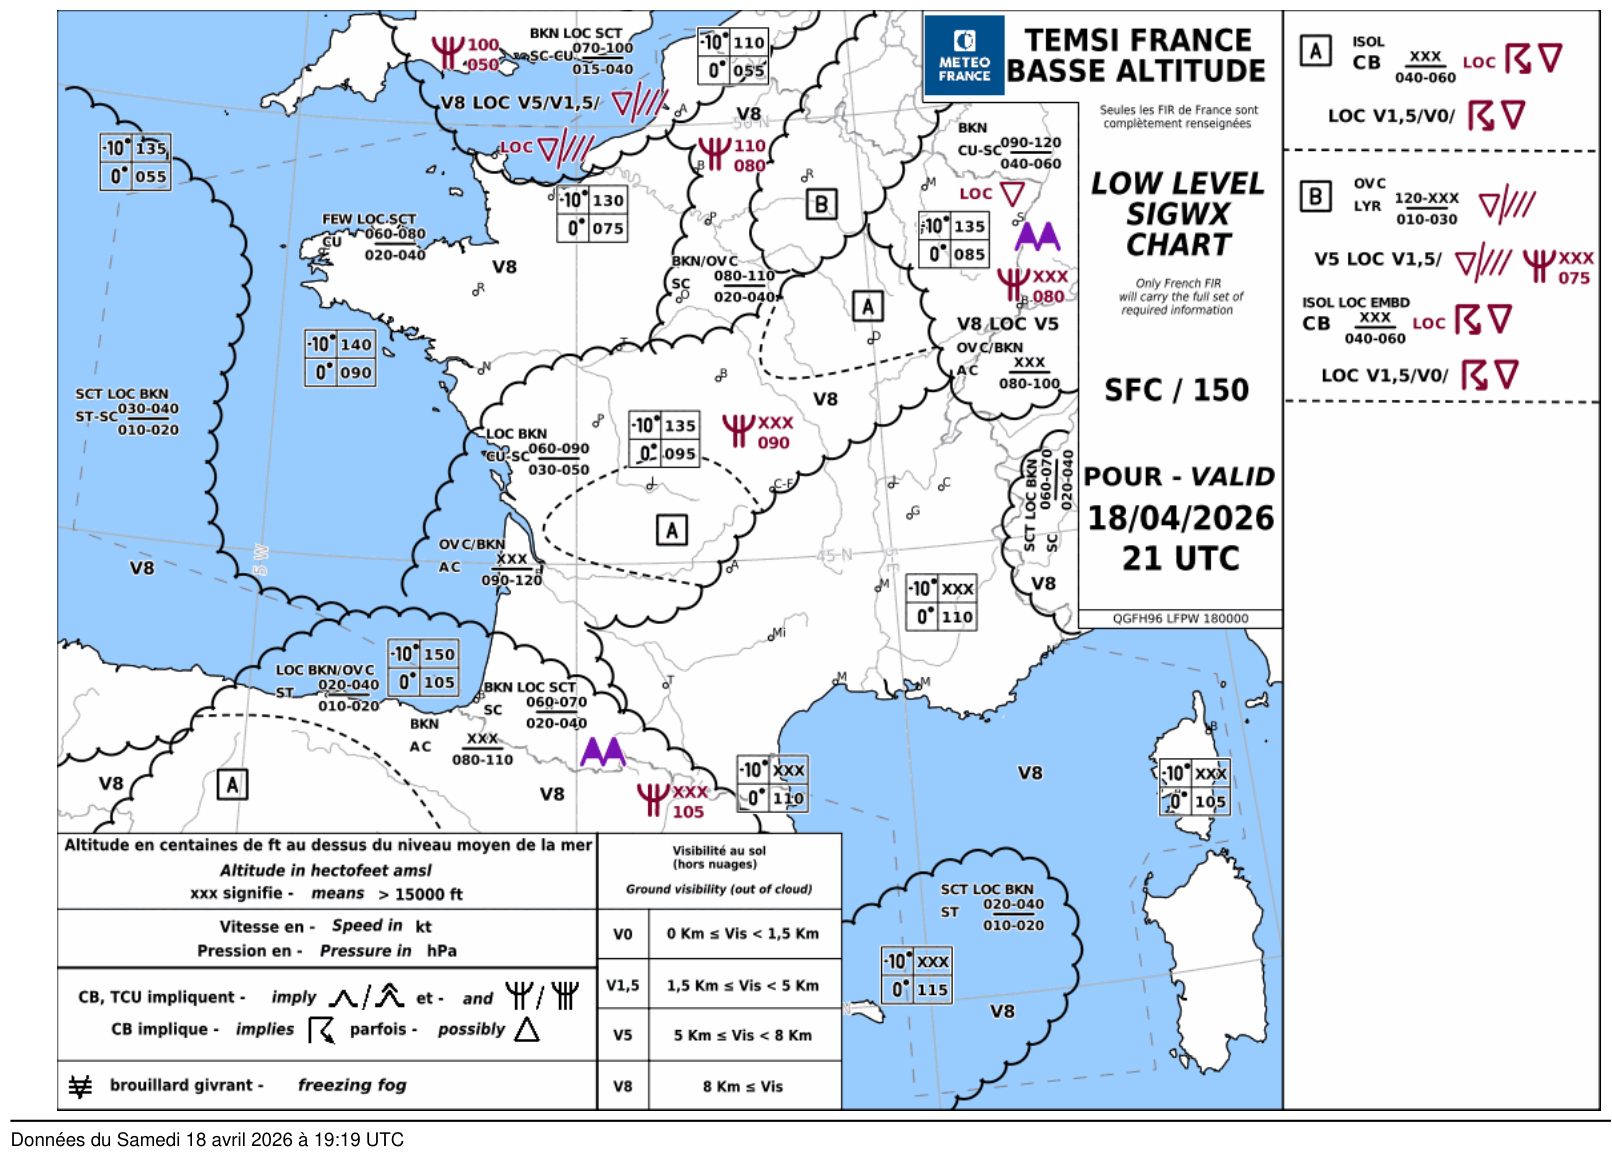 METEO
FRANCE
TEMSI FRANCE
BASSE ALTITUDE
Seules les FIR de France sont
complètement renseignées
LOW LEVEL
SIGWX
CHART
Only French FIR
will carry the full set of
required information
SFC / 150
POUR - VALID
18/04/2026
21 UTC
QGFH96 LFPW 180000
A
ISOL
CB
XXX
040-060
LOC
LOC V1,5/V0/
B
OVC
LYR
120-XXX
010-030
V5 LOC V1,5/
XXX
075
ISOL LOC EMBD
CB
XXX
040-060
LOC
LOC V1,5/V0/
100
050
BKN LOC SCT
SC-CU
070-100
015-040
-10° 110
0° 055
V8 LOC V5/V1,5/
LOC
V8
50 N
110
080
-10° 135
0° 055
-10° 130
0° 075
FEW LOC SCT
CU
060-080
020-040
V8
BKN/OVC
SC
080-110
020-040
B
BKN
CU-SC
090-120
040-060
LOC
-10° 135
0° 085
XXX
080
V8 LOC V5
OVC/BKN
AC
XXX
080-100
A
-10° 140
0° 090
SCT LOC BKN
ST-SC
030-040
010-020
V8
V8
-10° 135
0° 095
XXX
090
LOC BKN
CU-SC
060-090
030-050
C-F
A
OVC/BKN
AC
XXX
090-120
45 N
5 W
SCT LOC BKN
SC
060-070
020-040
V8
-10° XXX
0° 110
Mi
-10° 150
0° 105
LOC BKN/OVC
ST
020-040
010-020
BKN LOC SCT
SC
060-070
020-040
BKN
AC
XXX
080-110
V8
A
V8
XXX
105
-10° XXX
0° 110
V8
-10° XXX
0° 105
SCT LOC BKN
ST
020-040
010-020
-10° XXX
0° 115
V8
Altitude en centaines de ft au dessus du niveau moyen de la mer
Altitude in hectofeet amsl
xxx signifie - means > 15000 ft
Vitesse en - Speed in kt
Pression en - Pressure in hPa
CB, TCU impliquent - imply / et - and /
CB implique - implies parfois - possibly
brouillard givrant - freezing fog
Visibilité au sol
(hors nuages)
Ground visibility (out of cloud)
V0 0 Km ≤ Vis < 1,5 Km
V1,5 1,5 Km ≤ Vis < 5 Km
V5 5 Km ≤ Vis < 8 Km
V8 8 Km ≤ Vis
Données du Samedi 18 avril 2026 à 19:19 UTC